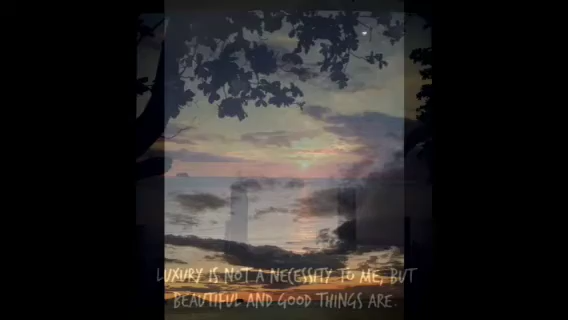 LUXURY IS NOT A NECESSITY TO ME, BUT
BEAUTIFUL AND GOOD THINGS ARE.